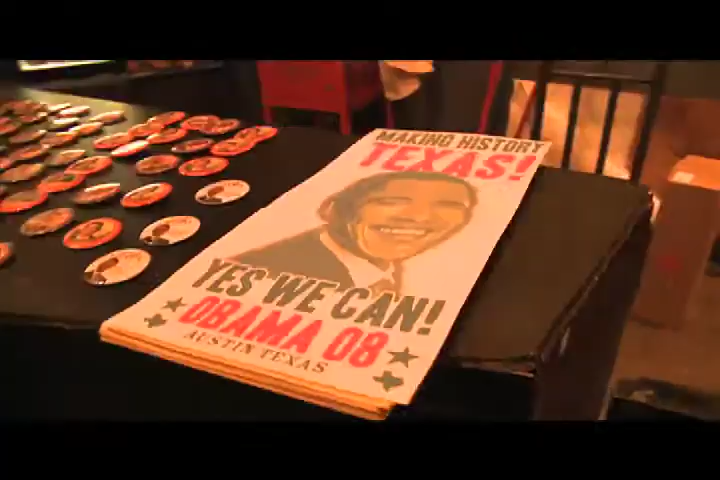 MAKING HISTORY
TEXAS!
YES WE CAN!
OBAMA 08
AUSTIN TEXAS